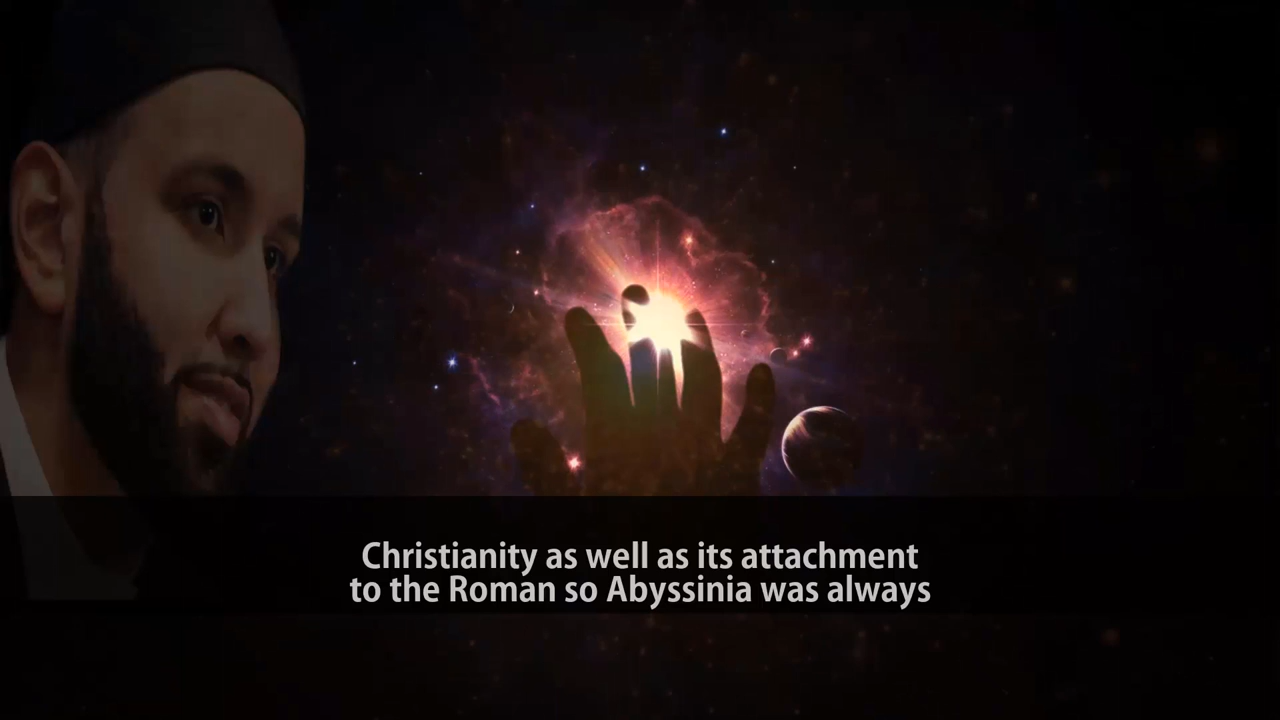 Christianity as well as its attachment
to the Roman so Abyssinia was always